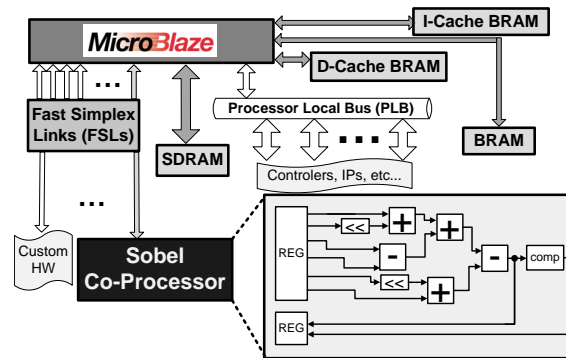 I-Cache BRAM
MicroBlaze
D-Cache BRAM
...
Processor Local Bus (PLB)
Fast Simplex
Links (FSLs)
SDRAM
BRAM
...
Controlers, IPs, etc...
...
Custom
HW
Sobel
Co-Processor
REG
<<
+
+
-
-
comp
<<
+
REG